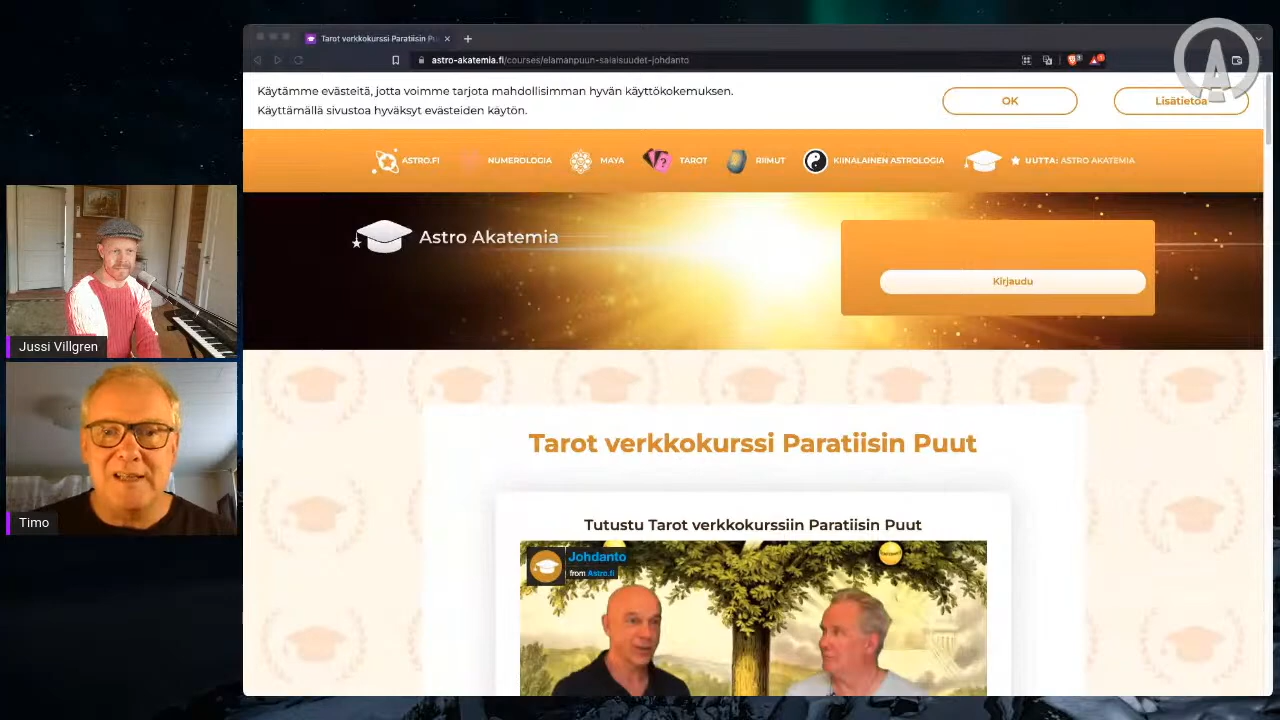 Tarot verkkokurssi Paratiisin Pu
astro-akatemia.fi/courses/elamanpuun-salaisuudet-johdanto
Käytämme evästeitä, jotta voimme tarjota mahdollisimman hyvän käyttökokemuksen.
Käyttämällä sivustoa hyväksyt evästeiden käytön.
OK
Lisätietoa
ASTRO.FI
NUMEROLOGIA
MAYA
TAROT
RIIMUT
KIINALAINEN ASTROLOGIA
UUTTA: ASTRO AKATEMIA
Astro Akatemia
Kirjaudu
Jussi Villgren
Timo
Tarot verkkokurssi Paratiisin Puut
Tutustu Tarot verkkokurssiin Paratiisin Puut
Johdanto
from Astro.fi